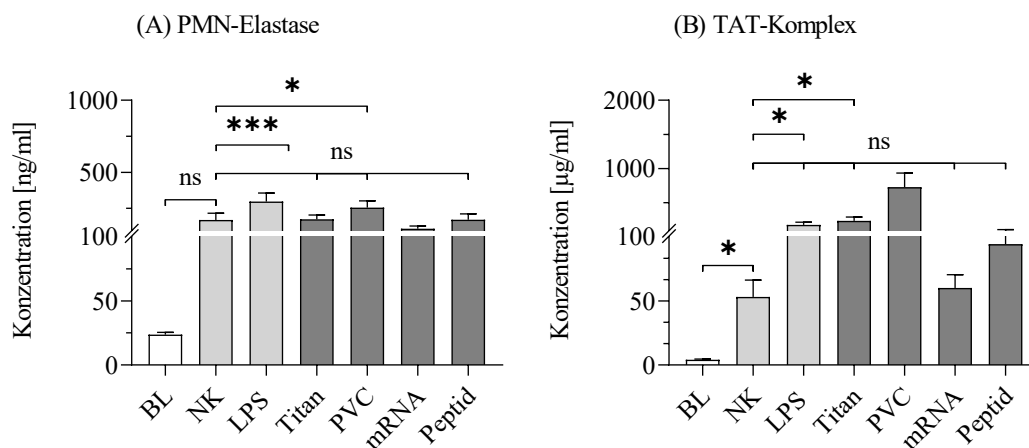 (A) PMN-Elastase
Konzentration [ng/ml]
1000
500
100
50
0
*
***
ns
ns
BL
NK
LPS
Titan
PVC
mRNA
Peptid
(B) TAT-Komplex
Konzentration [µg/ml]
2000
1000
100
50
0
*
*
ns
*
BL
NK
LPS
Titan
PVC
mRNA
Peptid